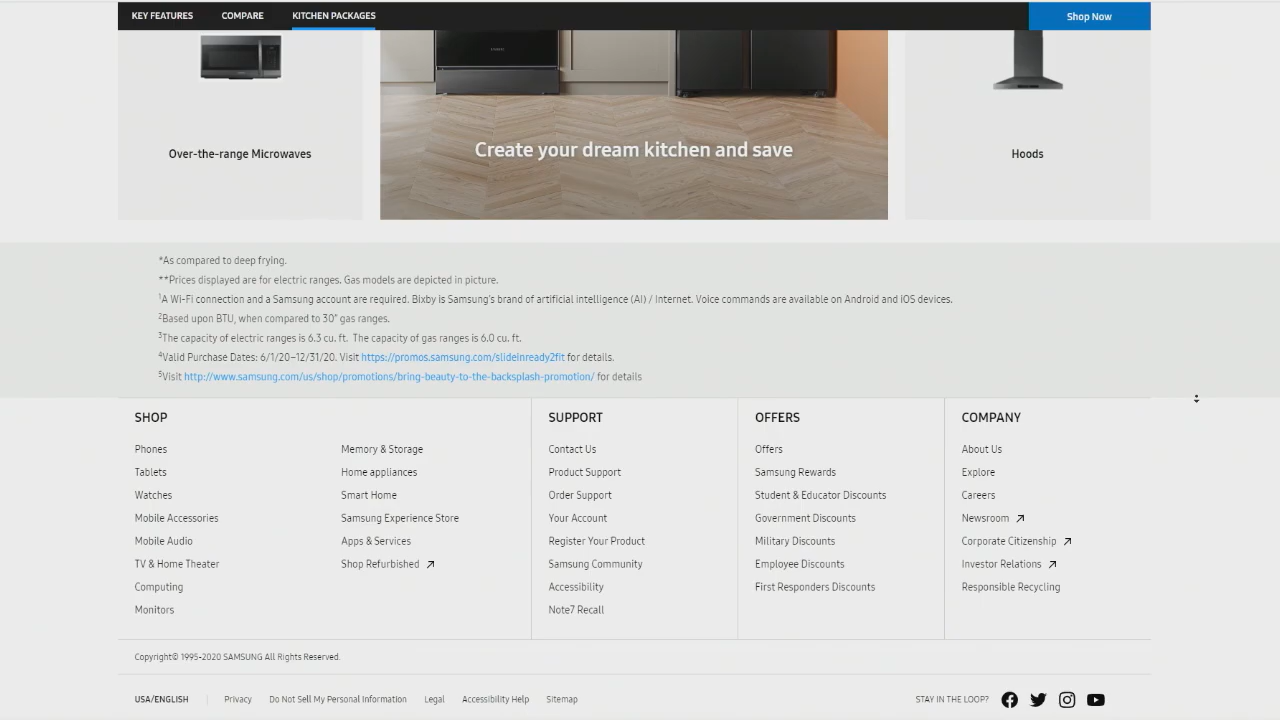 KEY FEATURES COMPARE KITCHEN PACKAGES Shop Now
Over-the-range Microwaves
Create your dream kitchen and save
Hoods
*As compared to deep frying.
**Prices displayed are for electric ranges. Gas models are depicted in picture.
1A Wi-Fi connection and a Samsung account are required. Bixby is Samsung's brand of artificial intelligence (AI) / Internet. Voice commands are available on Android and IOS devices.
2Based upon BTU, when compared to 30" gas ranges.
3The capacity of electric ranges is 6.3 cu. ft. The capacity of gas ranges is 6.0 cu. ft.
4Valid Purchase Dates: 6/1/20–12/31/20. Visit https://promos.samsung.com/slideinready2fit for details.
5Visit http://www.samsung.com/us/shop/promotions/bring-beauty-to-the-backsplash-promotion/ for details
SHOP
Phones
Tablets
Watches
Mobile Accessories
Mobile Audio
TV & Home Theater
Computing
Monitors
Memory & Storage
Home appliances
Smart Home
Samsung Experience Store
Apps & Services
Shop Refurbished
SUPPORT
Contact Us
Product Support
Order Support
Your Account
Register Your Product
Samsung Community
Accessibility
Note7 Recall
OFFERS
Offers
Samsung Rewards
Student & Educator Discounts
Government Discounts
Military Discounts
Employee Discounts
First Responders Discounts
COMPANY
About Us
Explore
Careers
Newsroom
Corporate Citizenship
Investor Relations
Responsible Recycling
Copyright© 1995-2020 SAMSUNG All Rights Reserved.
USA/ENGLISH Privacy Do Not Sell My Personal Information Legal Accessibility Help Sitemap STAY IN THE LOOP?